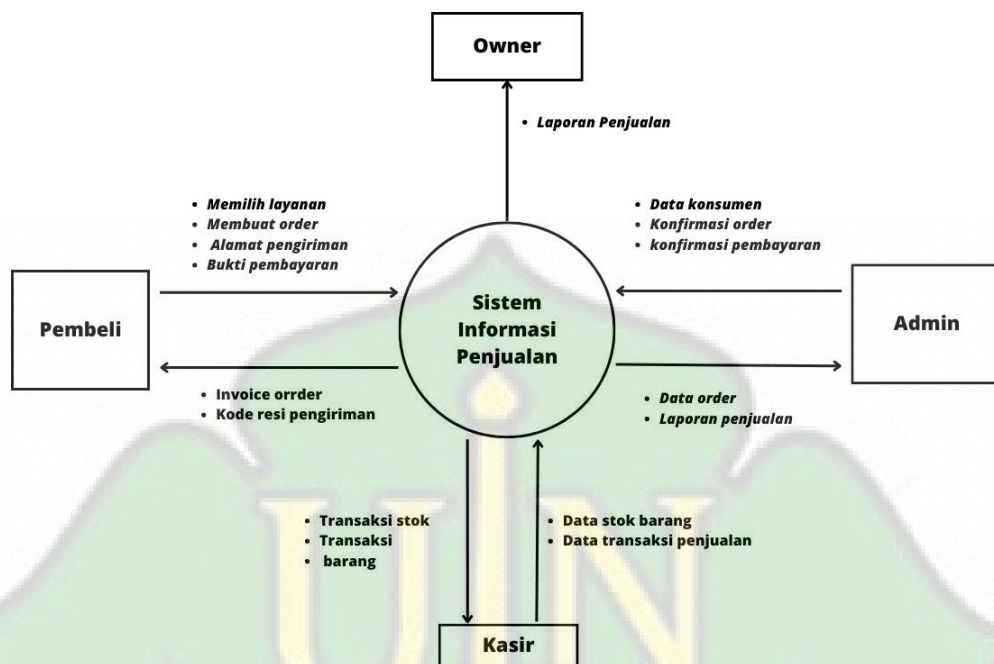 Owner
Laporan Penjualan
Memilih layanan
Membuat order
Alamat pengiriman
Bukti pembayaran
Data konsumen
Konfirmasi order
konfirmasi pembayaran
Pembeli
Sistem
Informasi
Penjualan
Admin
Invoice orrder
Kode resi pengiriman
Data order
Laporan penjualan
Transaksi stok
Transaksi
barang
Data stok barang
Data transaksi penjualan
Kasir
UIN